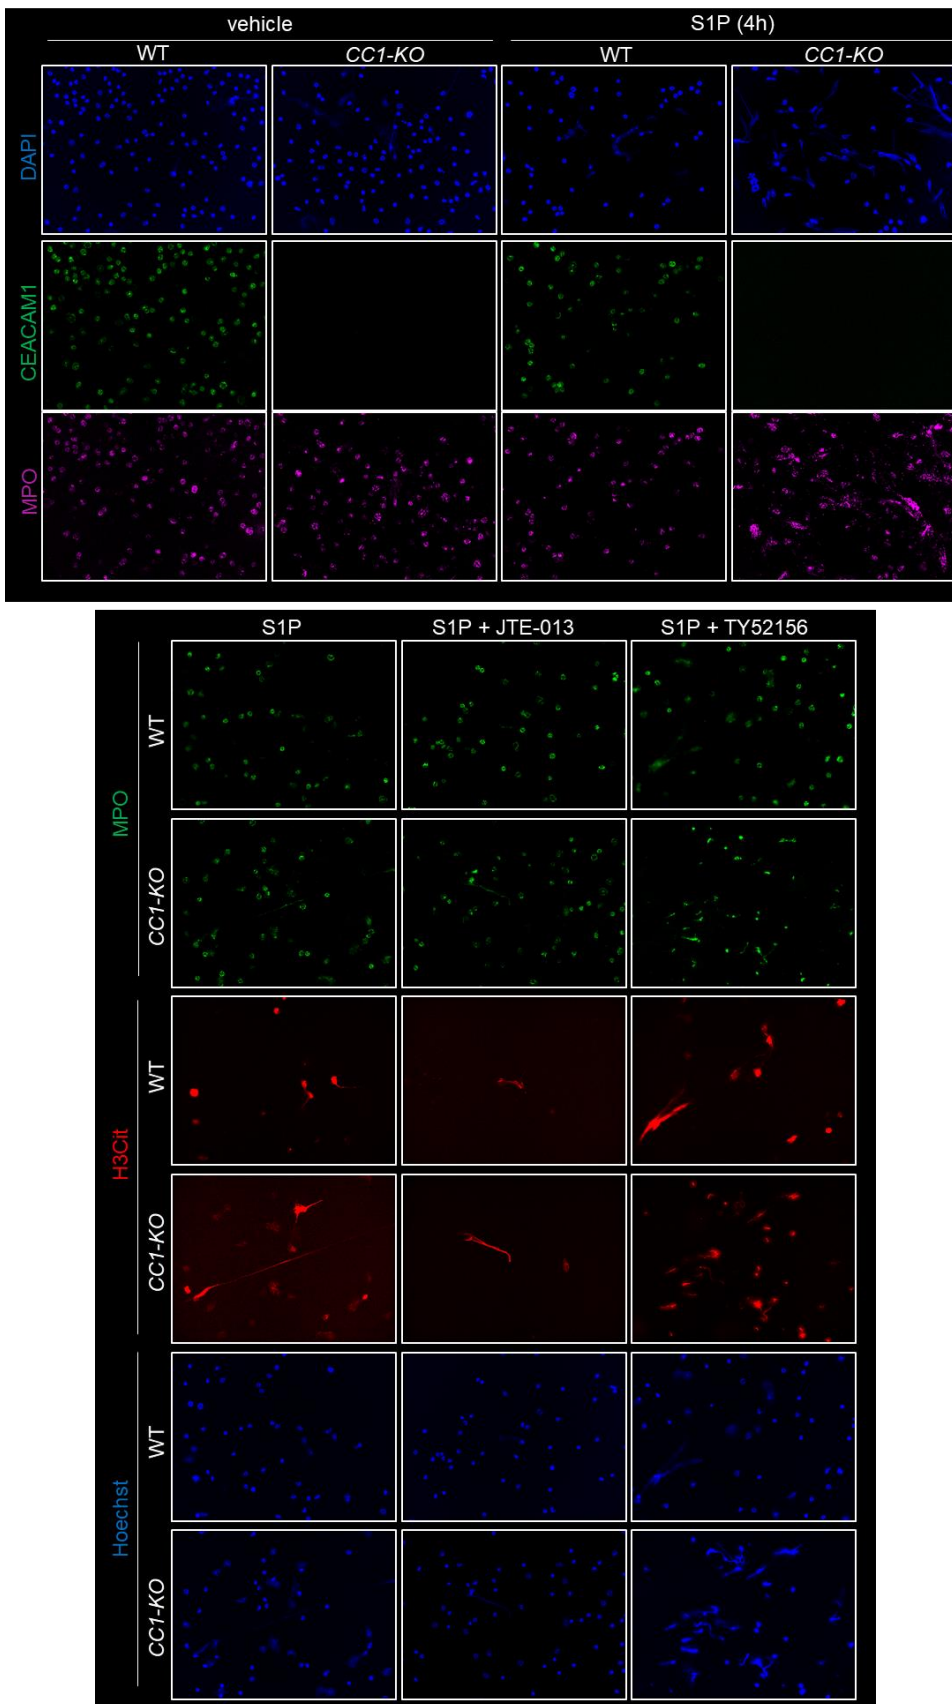 vehicle S1P (4h)
WT CC1-KO WT CC1-KO
DAPI
CEACAM1
MPO
S1P S1P + JTE-013 S1P + TY52156
MPO
WT
CC1-KO
H3Cit
WT
CC1-KO
Hoechst
WT
CC1-KO